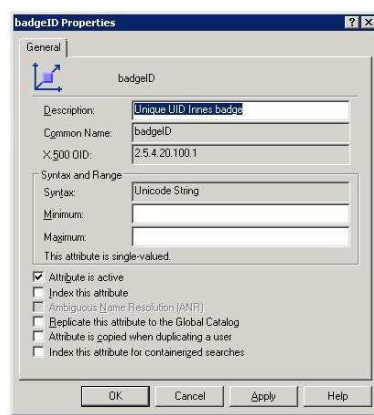 badgeID Properties
General
badgeID
Description: Unique UID Innes badge
Common Name: badgeID
X.500 OID: 2.5.4.20.100.1
Syntax and Range
Syntax: Unicode String
Minimum:
Maximum:
This attribute is single-valued.
Attribute is active
Index this attribute
Ambiguous Name Resolution (ANR)
Replicate this attribute to the Global Catalog
Attribute is copied when duplicating a user
Index this attribute for containerized searches
OK Cancel Apply Help